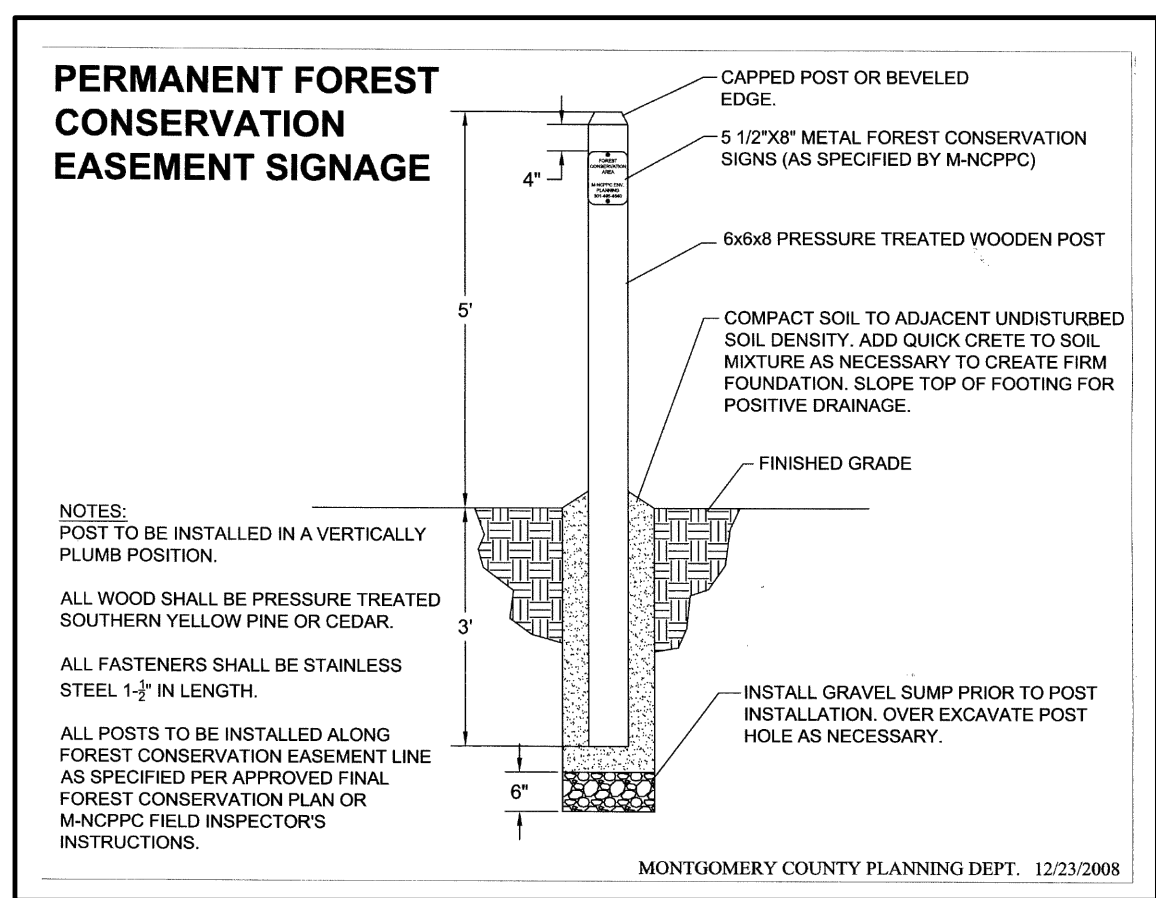 PERMANENT FOREST
CONSERVATION
EASEMENT SIGNAGE
CAPPED POST OR BEVELED
EDGE.
5 1/2"X8" METAL FOREST CONSERVATION
SIGNS (AS SPECIFIED BY M-NCPPC)
4"
FOREST
CONSERVATION
AREA
M-NCPPC ENV.
PLANNING
301-495-4540
6x6x8 PRESSURE TREATED WOODEN POST
5'
COMPACT SOIL TO ADJACENT UNDISTURBED
SOIL DENSITY. ADD QUICK CRETE TO SOIL
MIXTURE AS NECESSARY TO CREATE FIRM
FOUNDATION. SLOPE TOP OF FOOTING FOR
POSITIVE DRAINAGE.
FINISHED GRADE
NOTES:
POST TO BE INSTALLED IN A VERTICALLY
PLUMB POSITION.
ALL WOOD SHALL BE PRESSURE TREATED
SOUTHERN YELLOW PINE OR CEDAR.
ALL FASTENERS SHALL BE STAINLESS
STEEL 1-1/2" IN LENGTH.
ALL POSTS TO BE INSTALLED ALONG
FOREST CONSERVATION EASEMENT LINE
AS SPECIFIED PER APPROVED FINAL
FOREST CONSERVATION PLAN OR
M-NCPPC FIELD INSPECTOR'S
INSTRUCTIONS.
3'
INSTALL GRAVEL SUMP PRIOR TO POST
INSTALLATION. OVER EXCAVATE POST
HOLE AS NECESSARY.
6"
MONTGOMERY COUNTY PLANNING DEPT. 12/23/2008